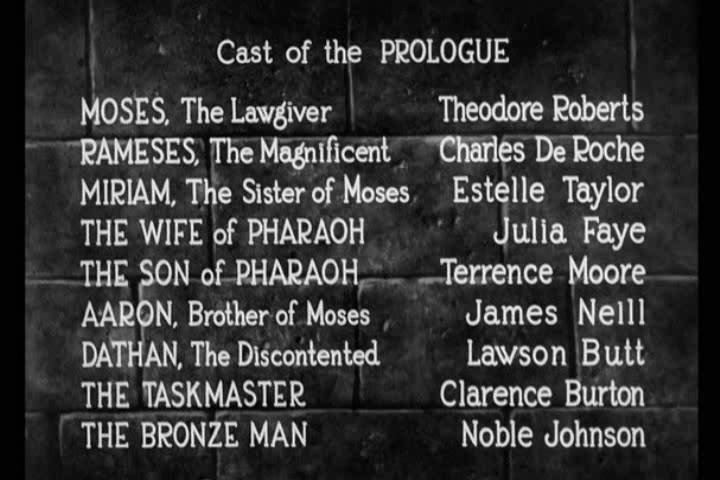 Cast of the PROLOGUE
MOSES, The Lawgiver Theodore Roberts
RAMESES, The Magnificent Charles De Roche
MIRIAM, The Sister of Moses Estelle Taylor
THE WIFE of PHARAOH Julia Faye
THE SON of PHARAOH Terrence Moore
AARON, Brother of Moses James Neill
DATHAN, The Discontented Lawson Butt
THE TASKMASTER Clarence Burton
THE BRONZE MAN Noble Johnson